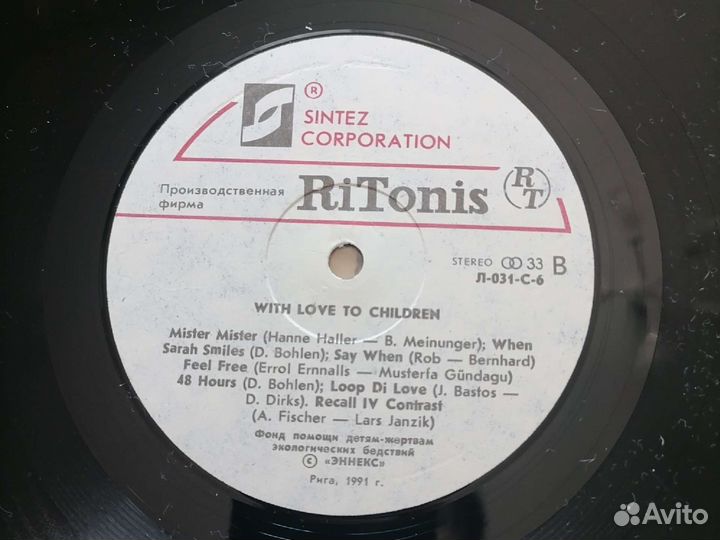 ®
SINTEZ
CORPORATION
Производственная
фирма
RiTonis
RT
STEREO 33 B
Л-031-С-6
WITH LOVE TO CHILDREN
Mister Mister (Hanne Haller — B. Meinunger); When
Sarah Smiles (D. Bohlen); Say When (Rob — Bernhard)
Feel Free (Errol Ernnalls — Musterfa Gündagu)
48 Hours (D. Bohlen); Loop Di Love (J. Bastos —
D. Dirks). Recall IV Contrast
(A. Fischer — Lars Janzik)
Фонд помощи детям-жертвам
экологических бедствий
© «ЭННЕКС»
Рига, 1991 г.
Avito